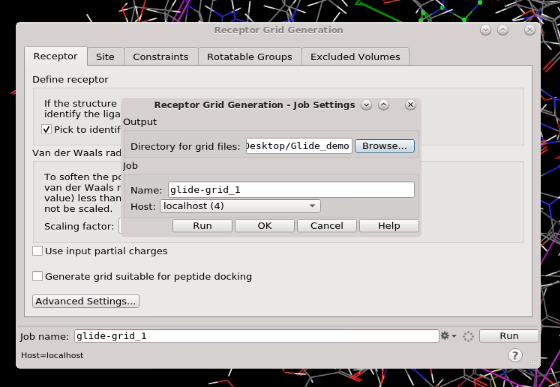 Receptor Grid Generation
Receptor Site Constraints Rotatable Groups Excluded Volumes
Define receptor
If the structure
identify the liga
Pick to identif
Van der Waals rad
To soften the po
van der Waals r
value) less than
not be scaled.
Scaling factor:
Receptor Grid Generation - Job Settings
Output
Directory for grid files: Desktop/Glide_demo Browse...
Job
Name: glide-grid_1
Host: localhost (4)
Run OK Cancel Help
Use input partial charges
Generate grid suitable for peptide docking
Advanced Settings...
Job name: glide-grid_1 Run
Host=localhost ?